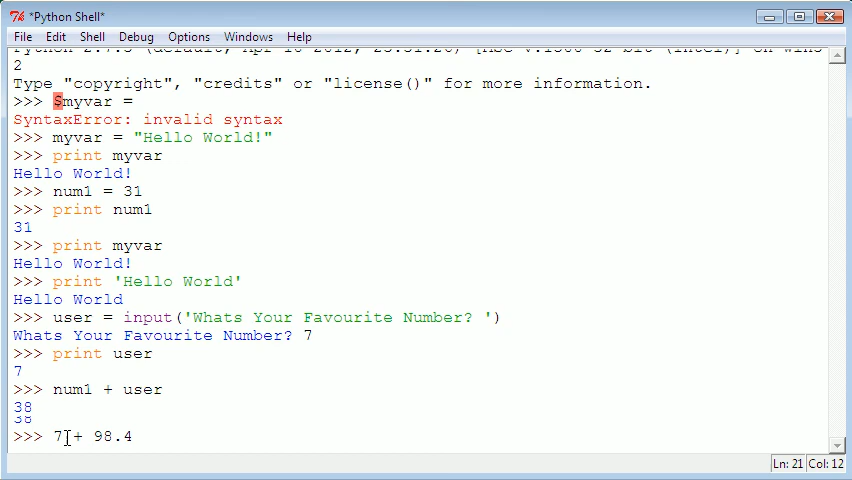 *Python Shell*
File Edit Shell Debug Options Windows Help
2
Type "copyright", "credits" or "license()" for more information.
>>> $myvar =
SyntaxError: invalid syntax
>>> myvar = "Hello World!"
>>> print myvar
Hello World!
>>> num1 = 31
>>> print num1
31
>>> print myvar
Hello World!
>>> print 'Hello World'
Hello World
>>> user = input('Whats Your Favourite Number? ')
Whats Your Favourite Number? 7
>>> print user
7
>>> num1 + user
38
38
>>> 7 + 98.4
Ln: 21 Col: 12